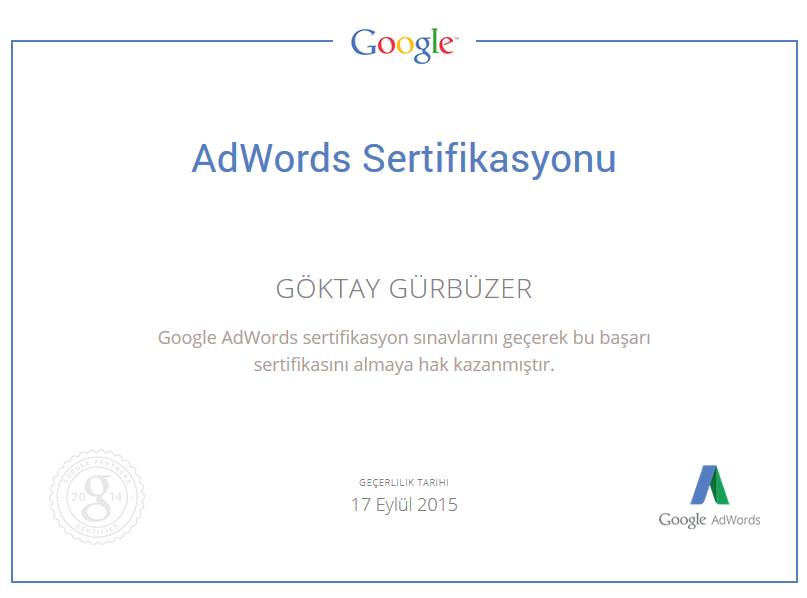 Google™
AdWords Sertifikasyonu
GÖKTAY GÜRBÜZER
Google AdWords sertifikasyon sınavlarını geçerek bu başarı
sertifikasını almaya hak kazanmıştır.
GOOGLE PARTNERS
20 g 14
CERTIFIED
GEÇERLILIK TARIHI
17 Eylül 2015
Google AdWords